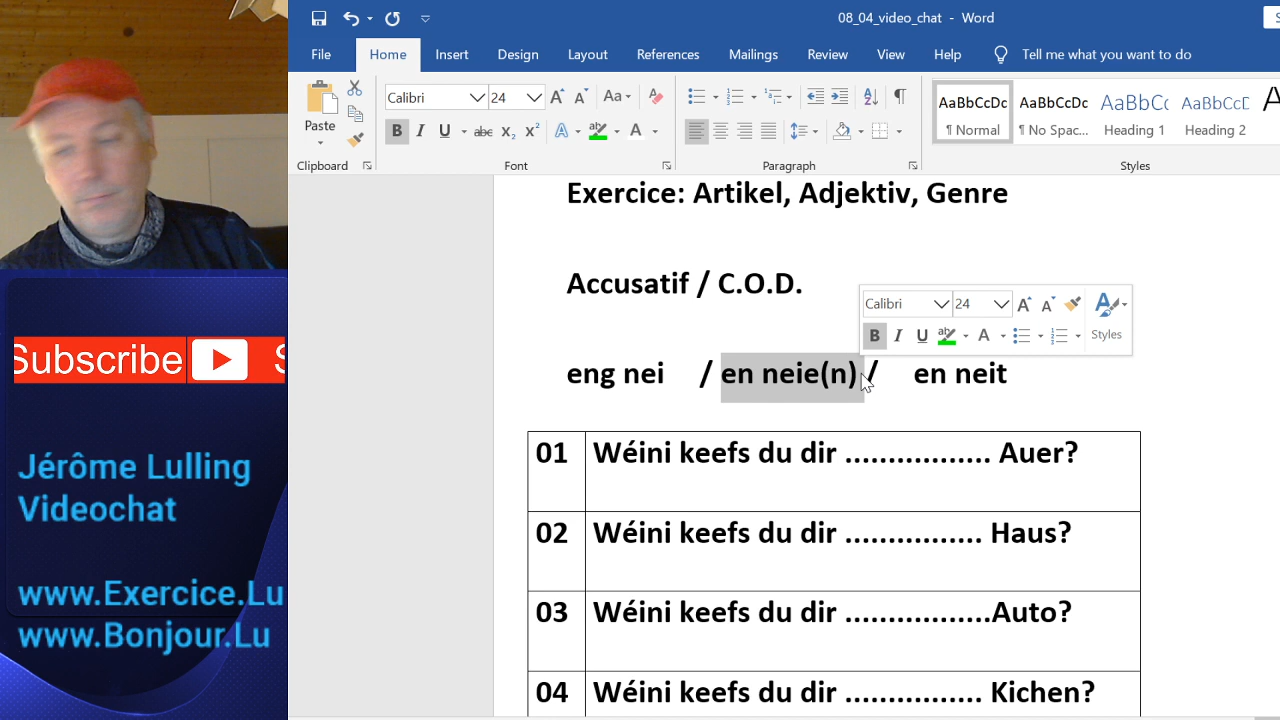 08_04_video_chat - Word
File Home Insert Design Layout References Mailings Review View Help Tell me what you want to do
Paste
Calibri 24
Clipboard Font Paragraph Styles
AaBbCcDc AaBbCcDc AaBbCc AaBbCcD
¶ Normal ¶ No Spac... Heading Heading 2
Exercice: Artikel, Adjektiv, Genre
Accusatif / C.O.D.
Calibri 24
Styles
eng nei / en neie(n) / en neit
01 Wéini keefs du dir ................. Auer?
02 Wéini keefs du dir ................ Haus?
03 Wéini keefs du dir .................Auto?
04 Wéini keefs du dir ................ Kichen?
Subscribe
Jérôme Lulling
Videochat
www.Exercice.Lu
www.Bonjour.Lu